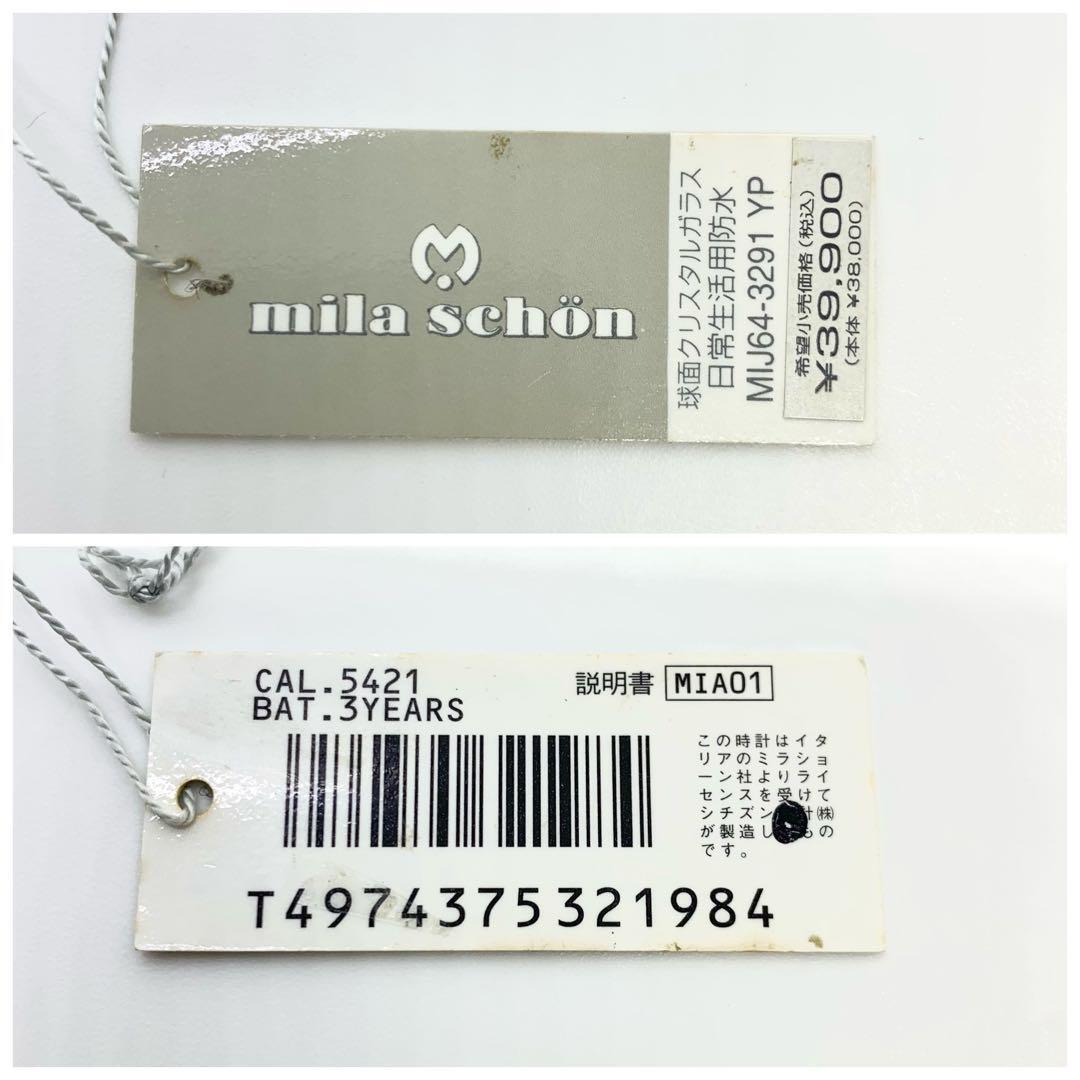 mila schön
球面クリスタルガラス
日常生活用防水
MIJ64-3291 YP
希望小売価格(税込)
¥39,900
(本体 ¥38,000)
CAL.5421
BAT.3YEARS
説明書 MIA01
この時計はイタ
リアのミラショ
ーン社よりライ
センスを受けて
シチズン 計㈱
が製造し もの
です。
T4974375321984